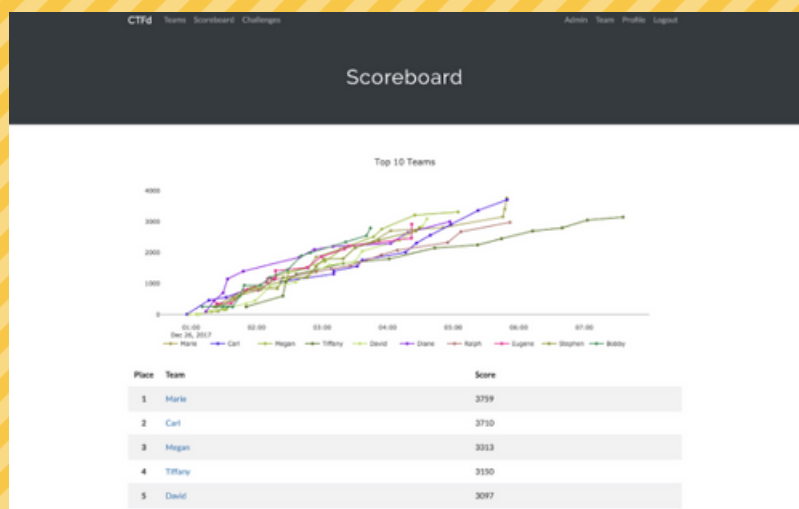 CTFd Teams Scoreboard Challenges Admin Team Profile Logout
Scoreboard
Top 10 Teams
4000
3000
2000
1000
0
01:00 02:00 03:00 04:00 05:00 06:00 07:00
Dec 26, 2017
Marie Carl Megan Tiffany David Diane Ralph Eugene Stephen Bobby
Place Team Score
1 Marie 3759
2 Carl 3710
3 Megan 3313
4 Tiffany 3150
5 David 3097